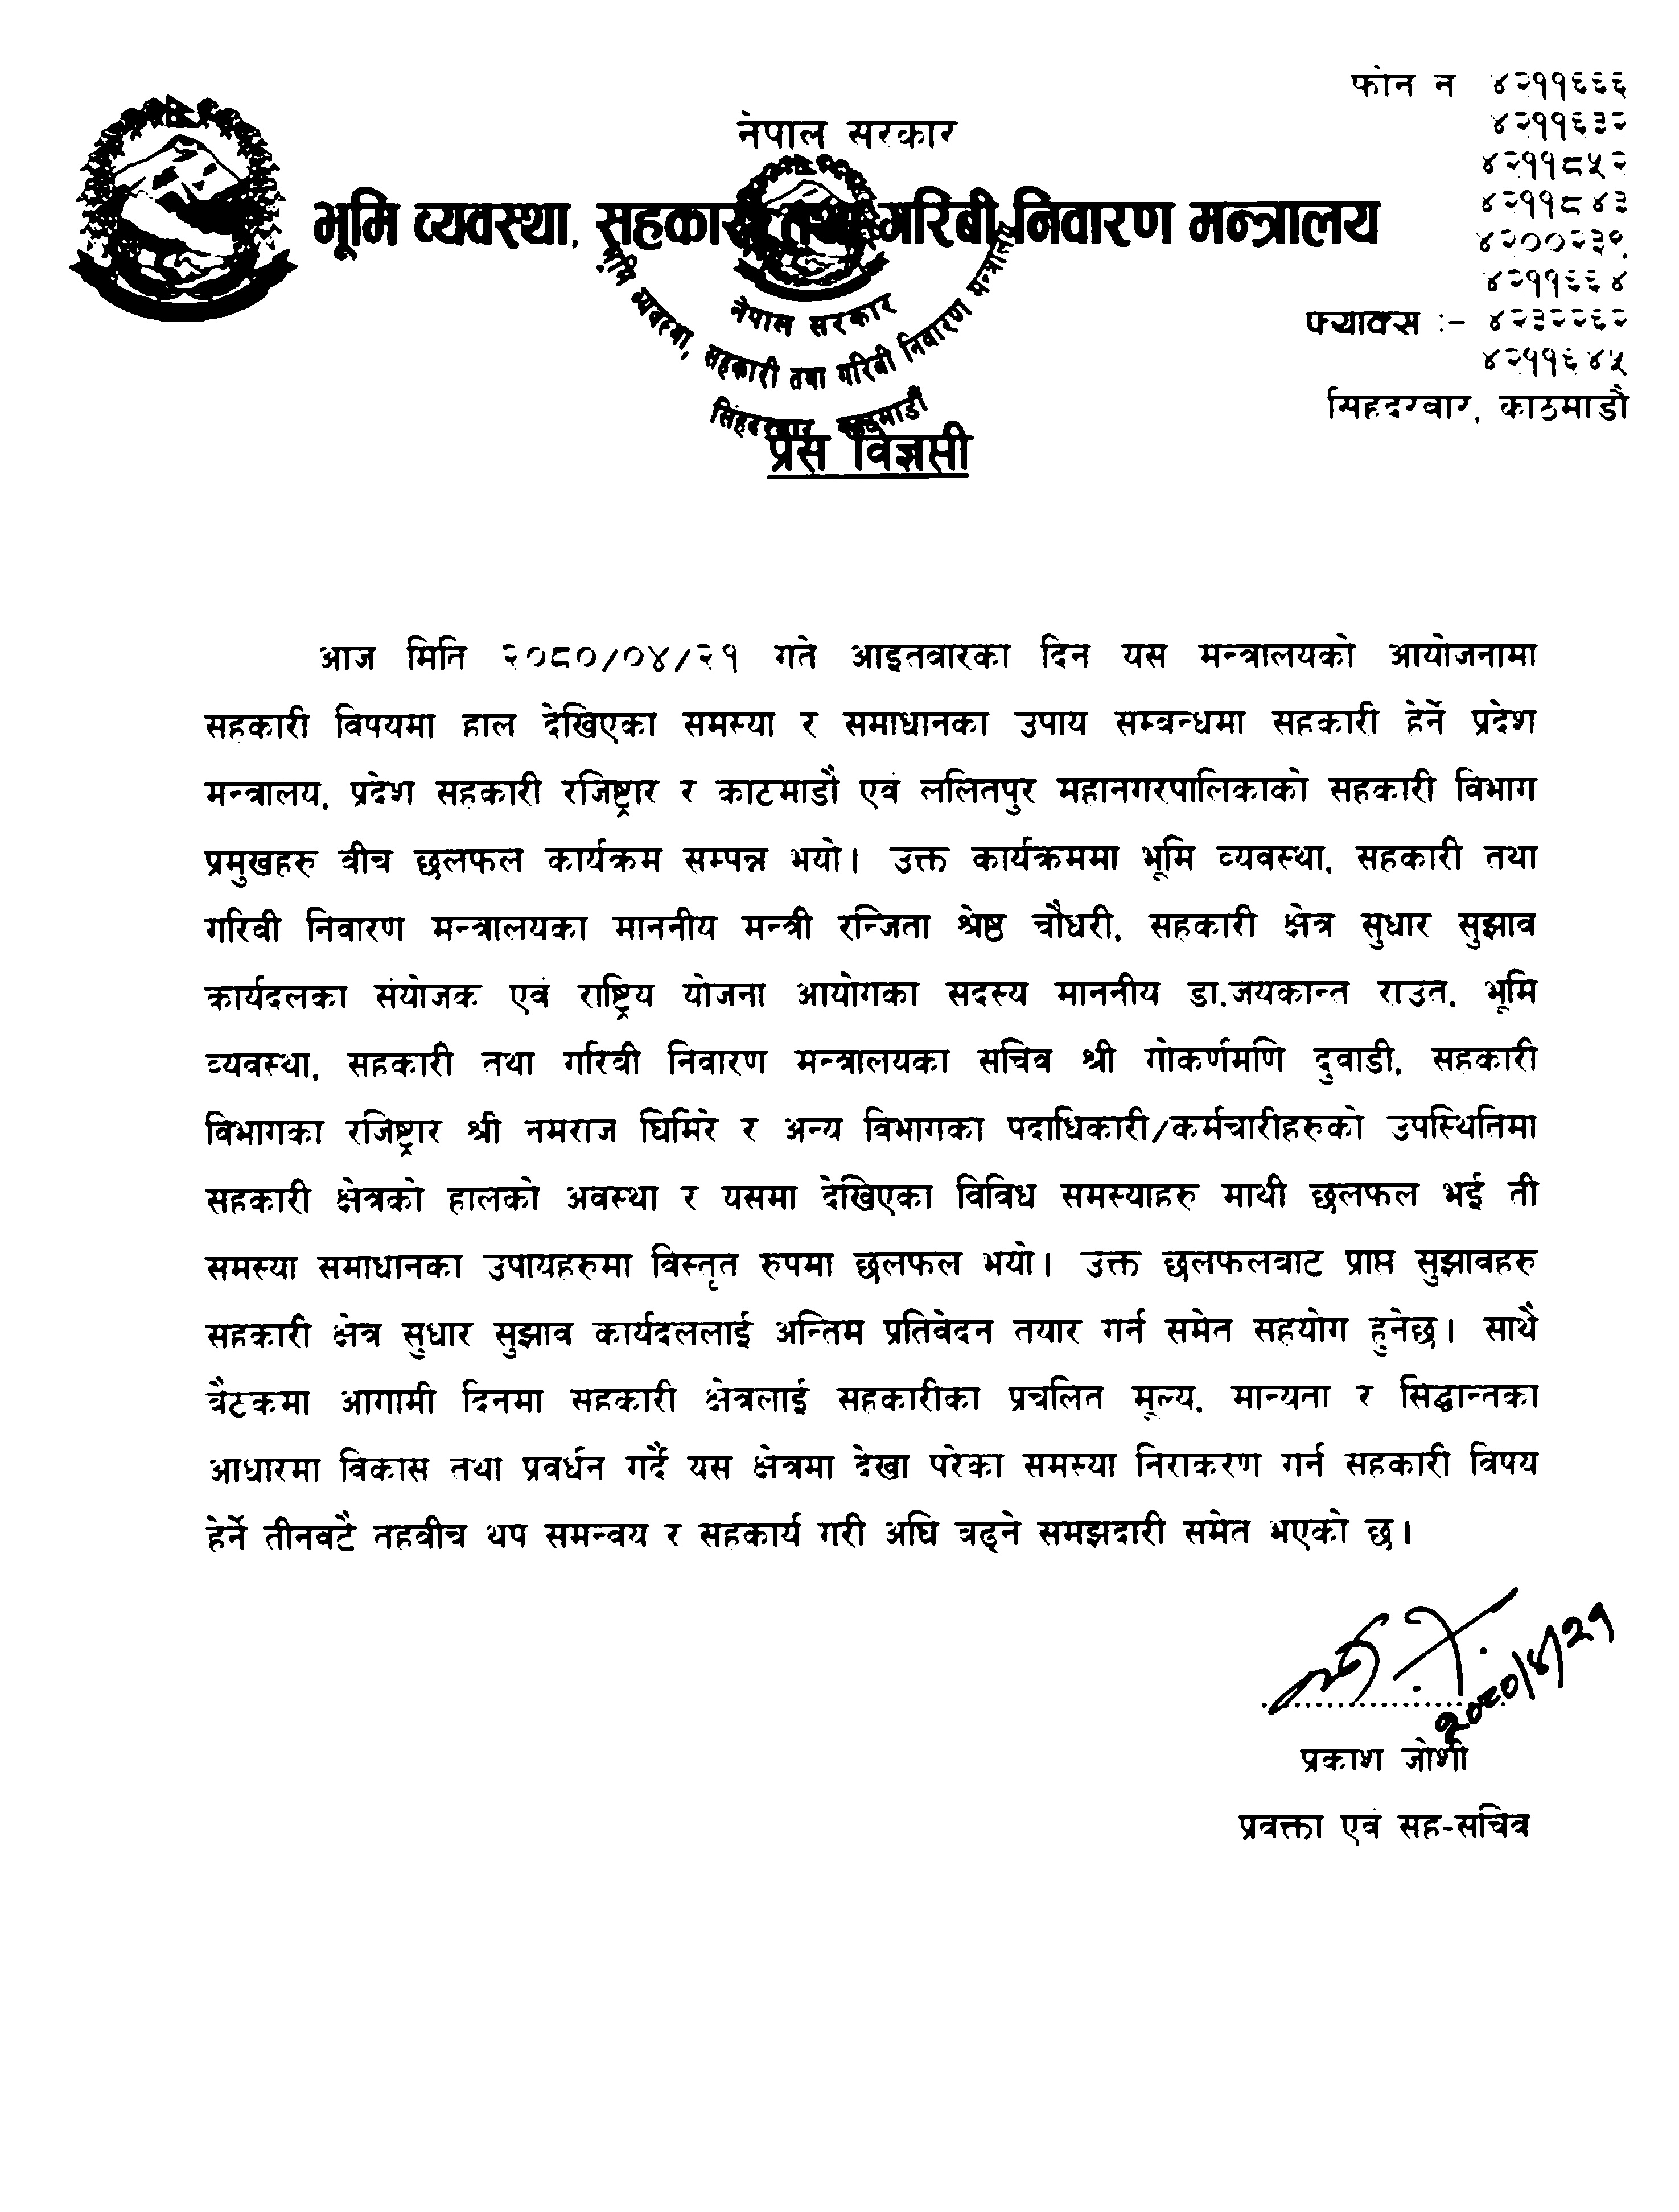 फोन नं ४२११६६६
४२११६३२
४२११८५२
४२११८४३
४२००२३९
४२११६६४
फ्याक्स :- ४२३२२६२
४२११६४५
सिंहदरवार, काठमाडौं
नेपाल सरकार
भूमि व्यवस्था, सहकारी तथा गरिबी निवारण मन्त्रालय
नेपाल सरकार
भूमि व्यवस्था, सहकारी तथा गरिबी निवारण मन्त्रालय
सिंहदरबार काठमाडौं
प्रेस विज्ञप्ती
आज मिति २०८०/०४/२१ गते आइतवारका दिन यस मन्त्रालयको आयोजनामा
सहकारी विषयमा हाल देखिएका समस्या र समाधानका उपाय सम्वन्धमा सहकारी हेर्ने प्रदेश
मन्त्रालय, प्रदेश सहकारी रजिष्ट्रार र काठमाडौं एवं ललितपुर महानगरपालिकाको सहकारी विभाग
प्रमुखहरु वीच छलफल कार्यक्रम सम्पन्न भयो। उक्त कार्यक्रममा भूमि व्यवस्था, सहकारी तथा
गरिवी निवारण मन्त्रालयका माननीय मन्त्री रन्जिता श्रेष्ठ चौधरी, सहकारी क्षेत्र सुधार सुझाव
कार्यदलका संयोजक एवं राष्ट्रिय योजना आयोगका सदस्य माननीय डा.जयकान्त राउत, भूमि
व्यवस्था, सहकारी तथा गरिवी निवारण मन्त्रालयका सचिव श्री गोकर्णमणि दुवाडी, सहकारी
विभागका रजिष्ट्रार श्री नमराज घिमिरे र अन्य विभागका पदाधिकारी/कर्मचारीहरुको उपस्थितिमा
सहकारी क्षेत्रको हालको अवस्था र यसमा देखिएका विविध समस्याहरु माथी छलफल भई ती
समस्या समाधानका उपायहरुमा विस्तृत रुपमा छलफल भयो। उक्त छलफलवाट प्राप्त सुझावहरु
सहकारी क्षेत्र सुधार सुझाव कार्यदललाई अन्तिम प्रतिवेदन तयार गर्न समेत सहयोग हुनेछ। साथै
वैठकमा आगामी दिनमा सहकारी क्षेत्रलाई सहकारीका प्रचलित मूल्य, मान्यता र सिद्धान्तका
आधारमा विकास तथा प्रवर्धन गर्दै यस क्षेत्रमा देखा परेका समस्या निराकरण गर्न सहकारी विषय
हेर्ने तीनवटै तहवीच थप समन्वय र सहकार्य गरी अघि वढ्ने समझदारी समेत भएको छ।
२०८०/४/२१
प्रकाश जोशी
प्रवक्ता एवं सह-सचिव